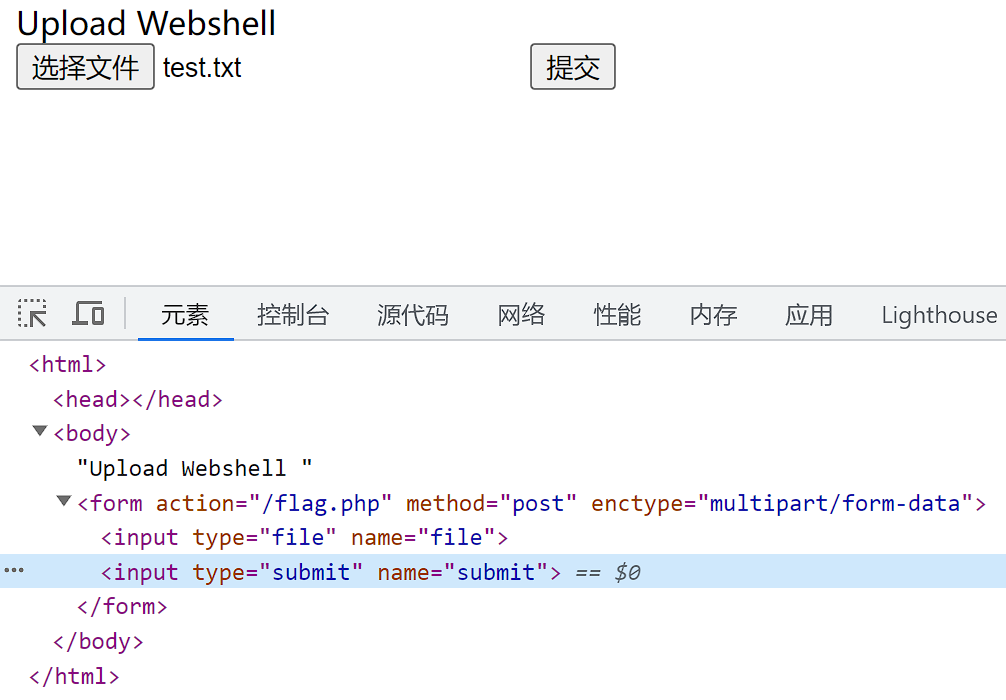 Upload Webshell
选择文件 test.txt 提交
元素 控制台 源代码 网络 性能 内存 应用 Lighthouse
<html>
<head></head>
<body>
"Upload Webshell "
<form action="/flag.php" method="post" enctype="multipart/form-data">
<input type="file" name="file">
… <input type="submit" name="submit"> == $0
</form>
</body>
</html>